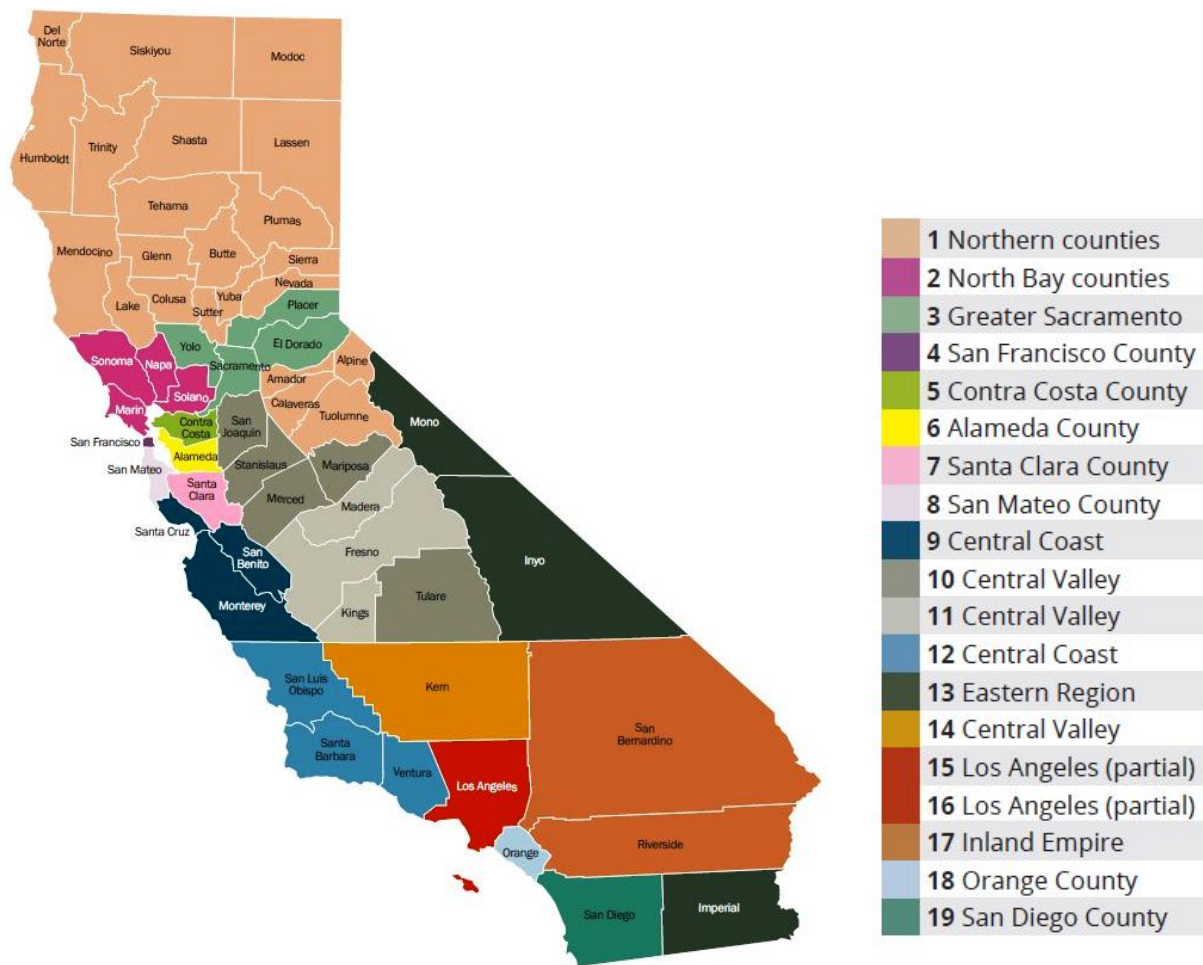 Del
Norte
Siskiyou
Modoc
Humboldt
Trinity
Shasta
Lassen
Tehama
Plumas
Mendocino
Glenn
Butte
Sierra
Nevada
Lake
Colusa
Sutter
Yuba
Placer
Yolo
El Dorado
Sonoma
Napa
Sacramento
Alpine
Solano
Amador
Marin
Calaveras
Tuolumne
Mono
Contra
Costa
San
Joaquin
San Francisco
Alameda
Stanislaus
Mariposa
San Mateo
Santa
Clara
Merced
Madera
Santa Cruz
San
Benito
Fresno
Inyo
Monterey
Kings
Tulare
San Luis
Obispo
Kern
San
Bernardino
Santa
Barbara
Ventura
Los Angeles
Orange
Riverside
San Diego
Imperial
1 Northern counties
2 North Bay counties
3 Greater Sacramento
4 San Francisco County
5 Contra Costa County
6 Alameda County
7 Santa Clara County
8 San Mateo County
9 Central Coast
10 Central Valley
11 Central Valley
12 Central Coast
13 Eastern Region
14 Central Valley
15 Los Angeles (partial)
16 Los Angeles (partial)
17 Inland Empire
18 Orange County
19 San Diego County